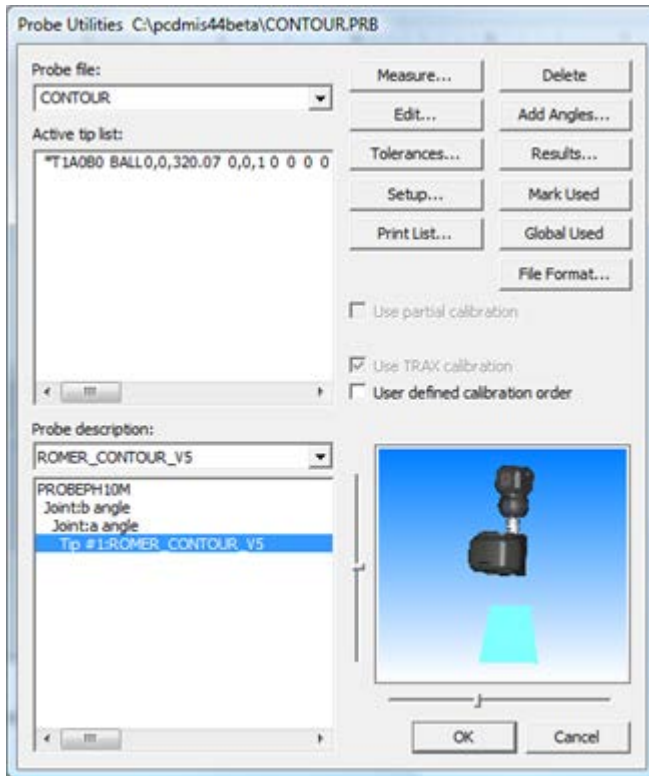 Probe Utilities C:\pcdmis44beta\CONTOUR.PRB
Probe file:
CONTOUR
Active tip list:
*T1A0B0 BALL 0,0,320.07 0,0,1 0 0 0 0
Measure...
Delete
Edit...
Add Angles...
Tolerances...
Results...
Setup...
Mark Used
Print List...
Global Used
File Format...
Use partial calibration
Use TRAX calibration
User defined calibration order
Probe description:
ROMER_CONTOUR_V5
PROBEPH10M
Joint:b angle
Joint:a angle
Tip #1:ROMER_CONTOUR_V5
OK
Cancel